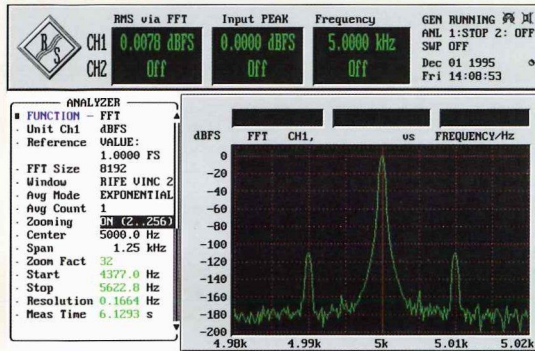 RMS via FFT Input PEAK Frequency
R S
CH1 0.0078 dBFS 0.0000 dBFS 5.0000 kHz
CH2 Off Off Off
GEN RUNNING
ANL 1:STOP 2: OFF
SWP OFF
Dec 01 1995
Fri 14:08:53
ANALYZER
FUNCTION - FFT
Unit Ch1 dBFS
Reference VALUE:
1.0000 FS
FFT Size 8192
Window RIFE VINC 2
Avg Mode EXPONENTIAL
Avg Count 1
Zooming ON (2..256)
Center 5000.0 Hz
Span 1.25 kHz
Zoom Fact 32
Start 4377.0 Hz
Stop 5622.8 Hz
Resolution 0.1664 Hz
Meas Time 6.1293 s
dBFS FFT CH1, vs FREQUENCY/Hz
0
-20
-40
-60
-80
-100
-120
-140
-160
-180
-200
4.98k 4.99k 5k 5.01k 5.02k